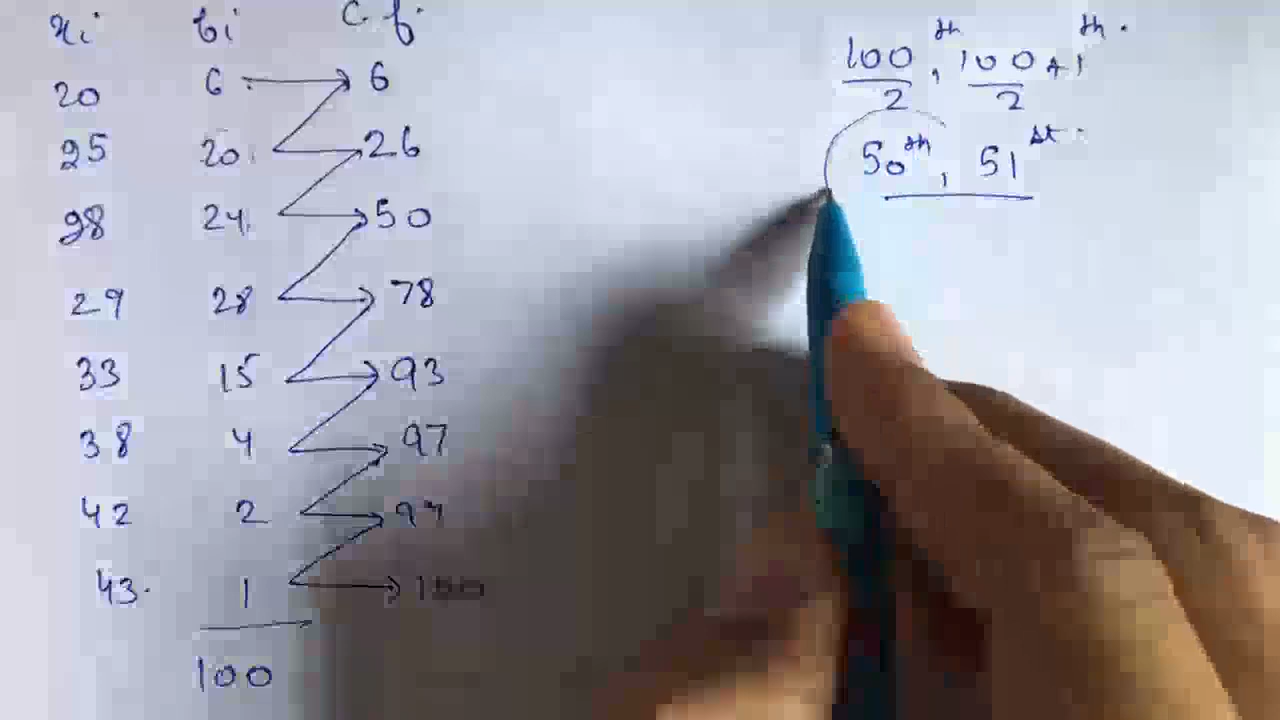 xi fi c.f.
20 6 6
25 20 26
28 24 50
29 28 78
33 15 93
38 4 97
42 2
43 1 100
100
100/2 th, 100/2 +1 th
50th, 51st